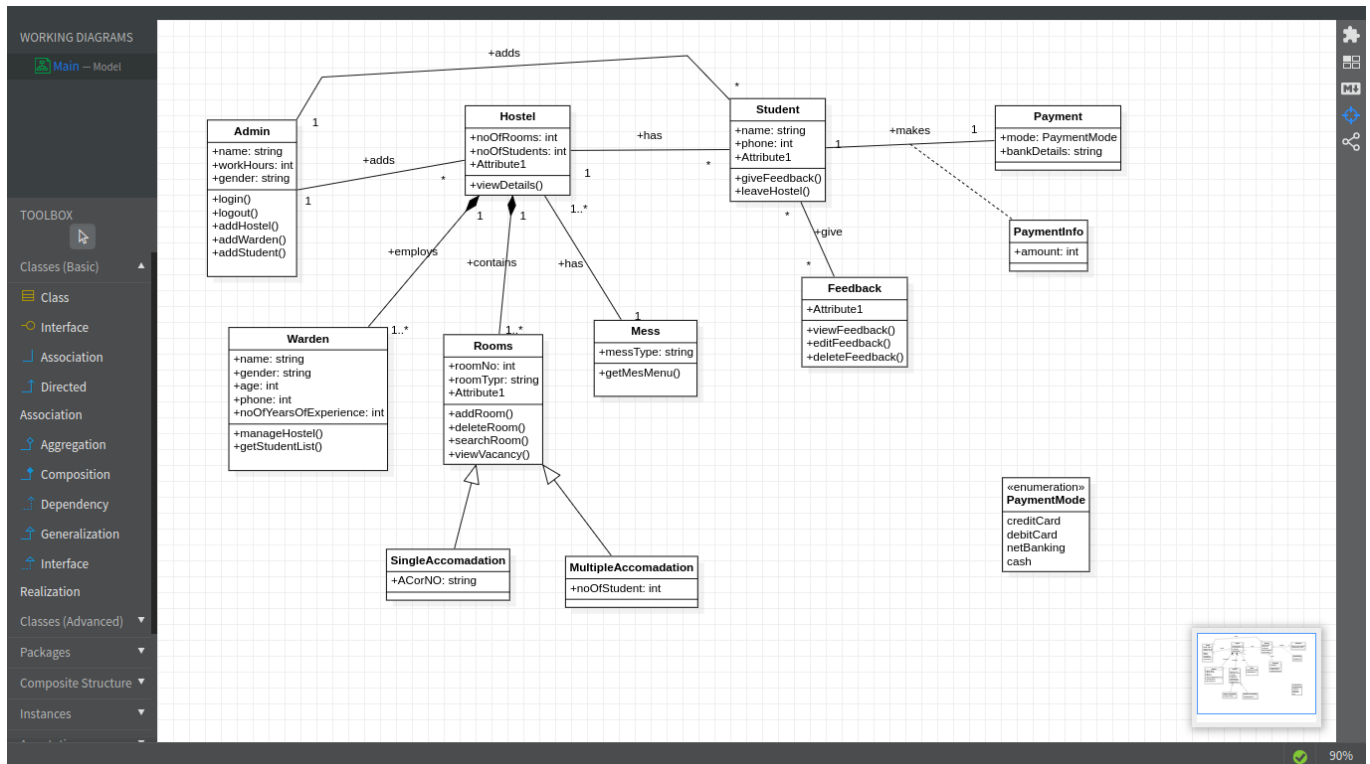 WORKING DIAGRAMS
Main — Model
TOOLBOX
Classes (Basic)
Class
Interface
Association
Directed
Association
Aggregation
Composition
Dependency
Generalization
Interface
Realization
Classes (Advanced)
Packages
Composite Structure
Instances
+adds
1
*
Admin
+name: string
+workHours: int
+gender: string
+login()
+logout()
+addHostel()
+addWarden()
+addStudent()
+adds
1
*
Hostel
+noOfRooms: int
+noOfStudents: int
+Attribute1
+viewDetails()
+has
1
*
Student
+name: string
+phone: int
+Attribute1
+giveFeedback()
+leaveHostel()
+makes
1
1
Payment
+mode: PaymentMode
+bankDetails: string
PaymentInfo
+amount: int
+give
*
*
Feedback
+Attribute1
+viewFeedback()
+editFeedback()
+deleteFeedback()
+employs
1
1..*
+contains
1
1..*
+has
1..*
1
Warden
+name: string
+gender: string
+age: int
+phone: int
+noOfYearsOfExperience: int
+manageHostel()
+getStudentList()
Rooms
+roomNo: int
+roomTypr: string
+Attribute1
+addRoom()
+deleteRoom()
+searchRoom()
+viewVacancy()
Mess
+messType: string
+getMesMenu()
SingleAccomadation
+ACorNO: string
MultipleAccomadation
+noOfStudent: int
«enumeration»
PaymentMode
creditCard
debitCard
netBanking
cash
M
90%